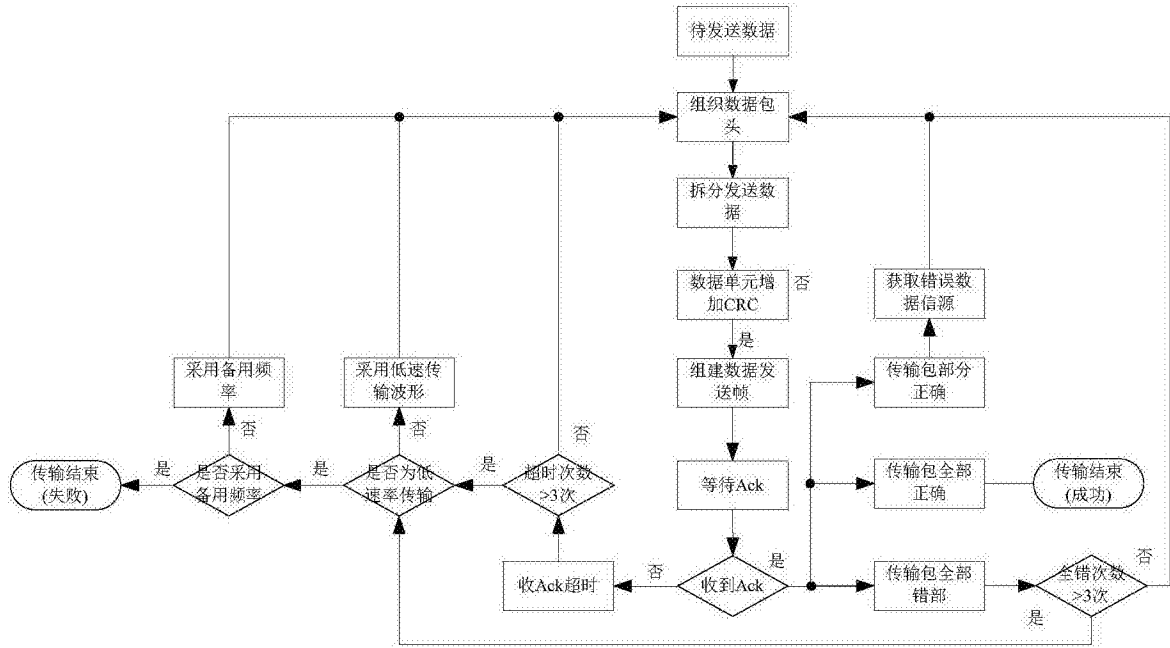 待发送数据
组织数据包
头
拆分发送数
据
数据单元增
加CRC
否
是
获取错误数
据信源
采用备用频
率
采用低速传
输波形
组建数据发
送帧
传输包部分
正确
否
否
否
传输结束
(失败)
是
是否采用
备用频率
是
是否为低
速率传输
是
超时次数
>3次
等待Ack
传输包全部
正确
传输结束
(成功)
收Ack超时
否
收到Ack
是
传输包全部
错部
全错次数
>3次
否
是